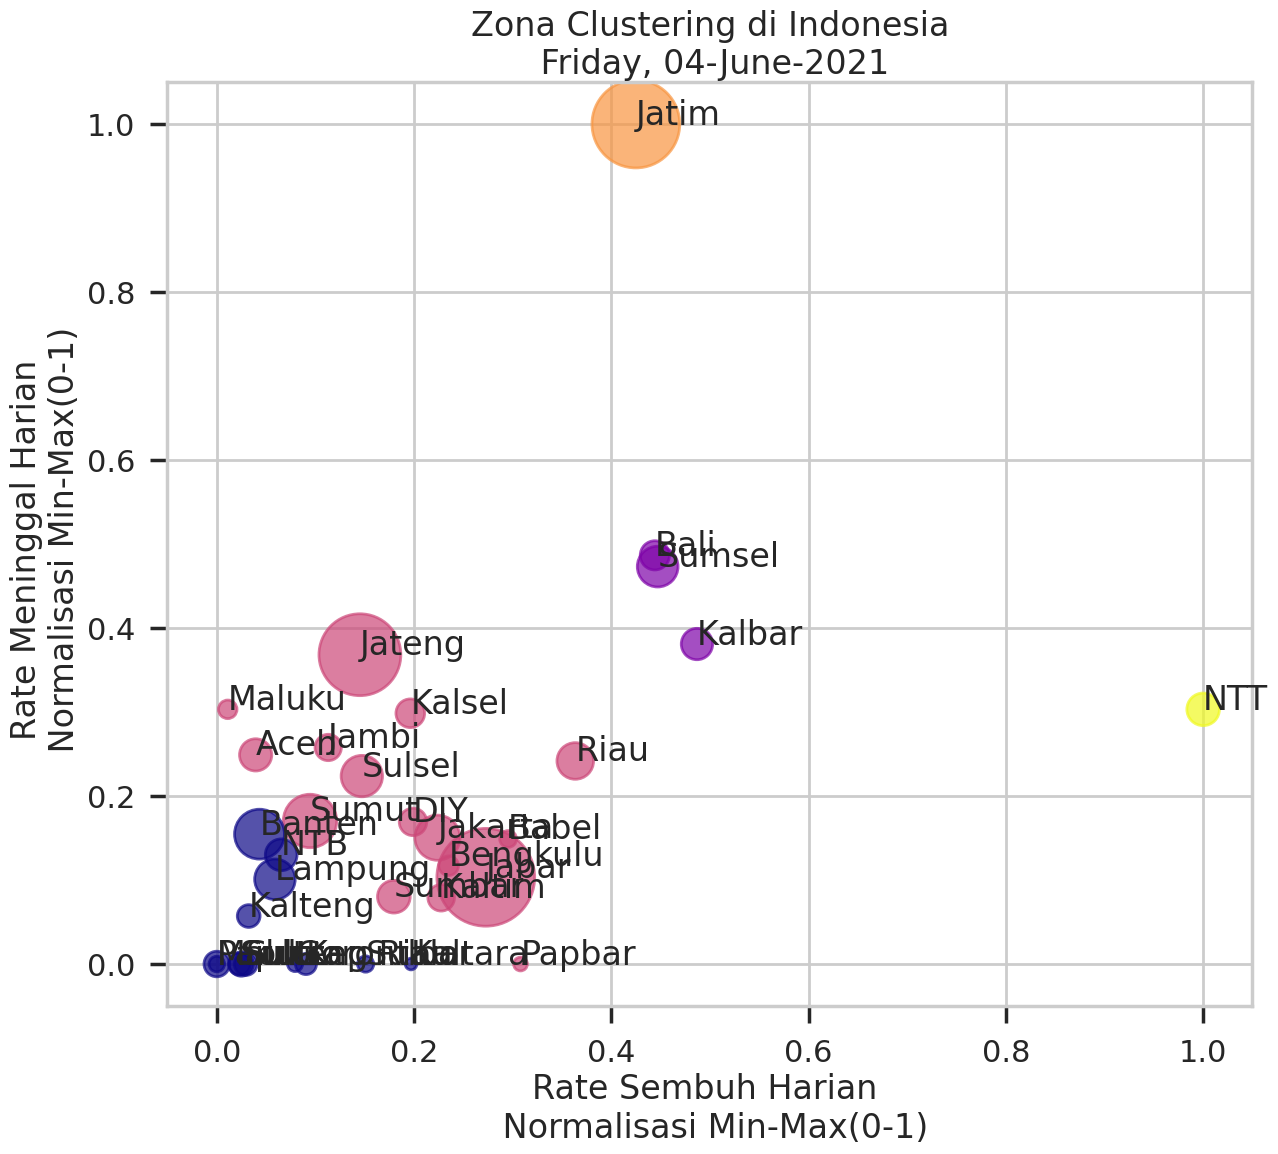 Zona Clustering di Indonesia
Friday, 04-June-2021
Rate Meninggal Harian
Normalisasi Min-Max(0-1)
1.0
0.8
0.6
0.4
0.2
0.0
Jatim
Bali
Sumsel
Kalbar
Jateng
NTT
Maluku
Kalsel
Aceh
Jambi
Riau
Sulsel
Sumut
DIY
Banten
Jakarta
Babel
NTB
Bengkulu
Lampung
Jabar
Sumbar
Kaltim
Kalteng
Kaltara
Papbar
0.0
0.2
0.4
0.6
0.8
1.0
Rate Sembuh Harian
Normalisasi Min-Max(0-1)